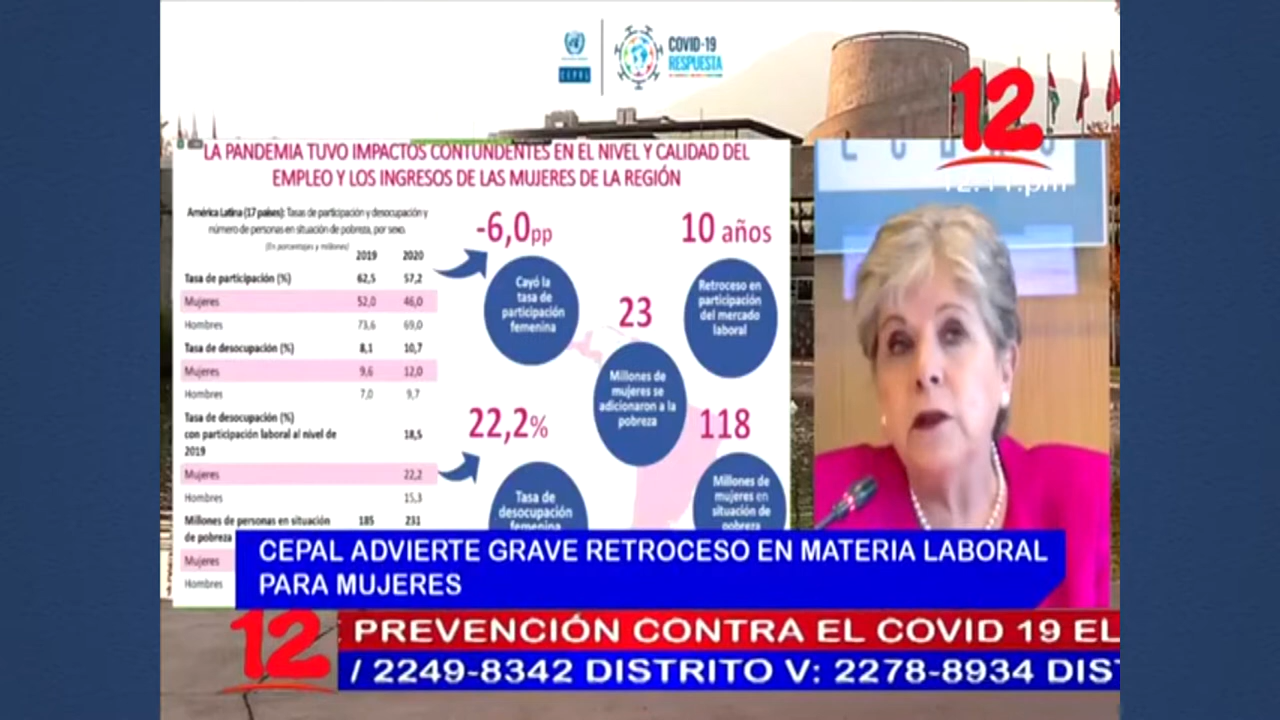 CEPAL
COVID-19
RESPUESTA
12
LA PANDEMIA TUVO IMPACTOS CONTUNDENTES EN EL NIVEL Y CALIDAD DEL
EMPLEO Y LOS INGRESOS DE LAS MUJERES DE LA REGIÓN
América Latina (17 países): Tasas de participación y desocupación y
número de personas en situación de pobreza, por sexo.
(En porcentajes y millones)
2019 2020
Tasa de participación (%) 62,5 57,2
Mujeres 52,0 46,0
Hombres 73,6 69,0
Tasa de desocupación (%) 8,1 10,7
Mujeres 9,6 12,0
Hombres 7,0 9,7
Tasa de desocupación (%)
con participación laboral al nivel de 18,5
2019
Mujeres 22,2
Hombres 15,3
Millones de personas en situación 185 231
de pobreza
Mujeres
Hombres
-6,0pp
Cayó la
tasa de
participación
femenina
10 años
Retroceso en
participación
del mercado
laboral
23
Millones de
mujeres se
adicionaron a la
pobreza
22,2%
Tasa de
desocupación
femenina
118
Millones de
mujeres en
situación de
pobreza
CEPAL ADVIERTE GRAVE RETROCESO EN MATERIA LABORAL
PARA MUJERES
12
PREVENCIÓN CONTRA EL COVID 19 EL
/ 2249-8342 DISTRITO V: 2278-8934 DIST